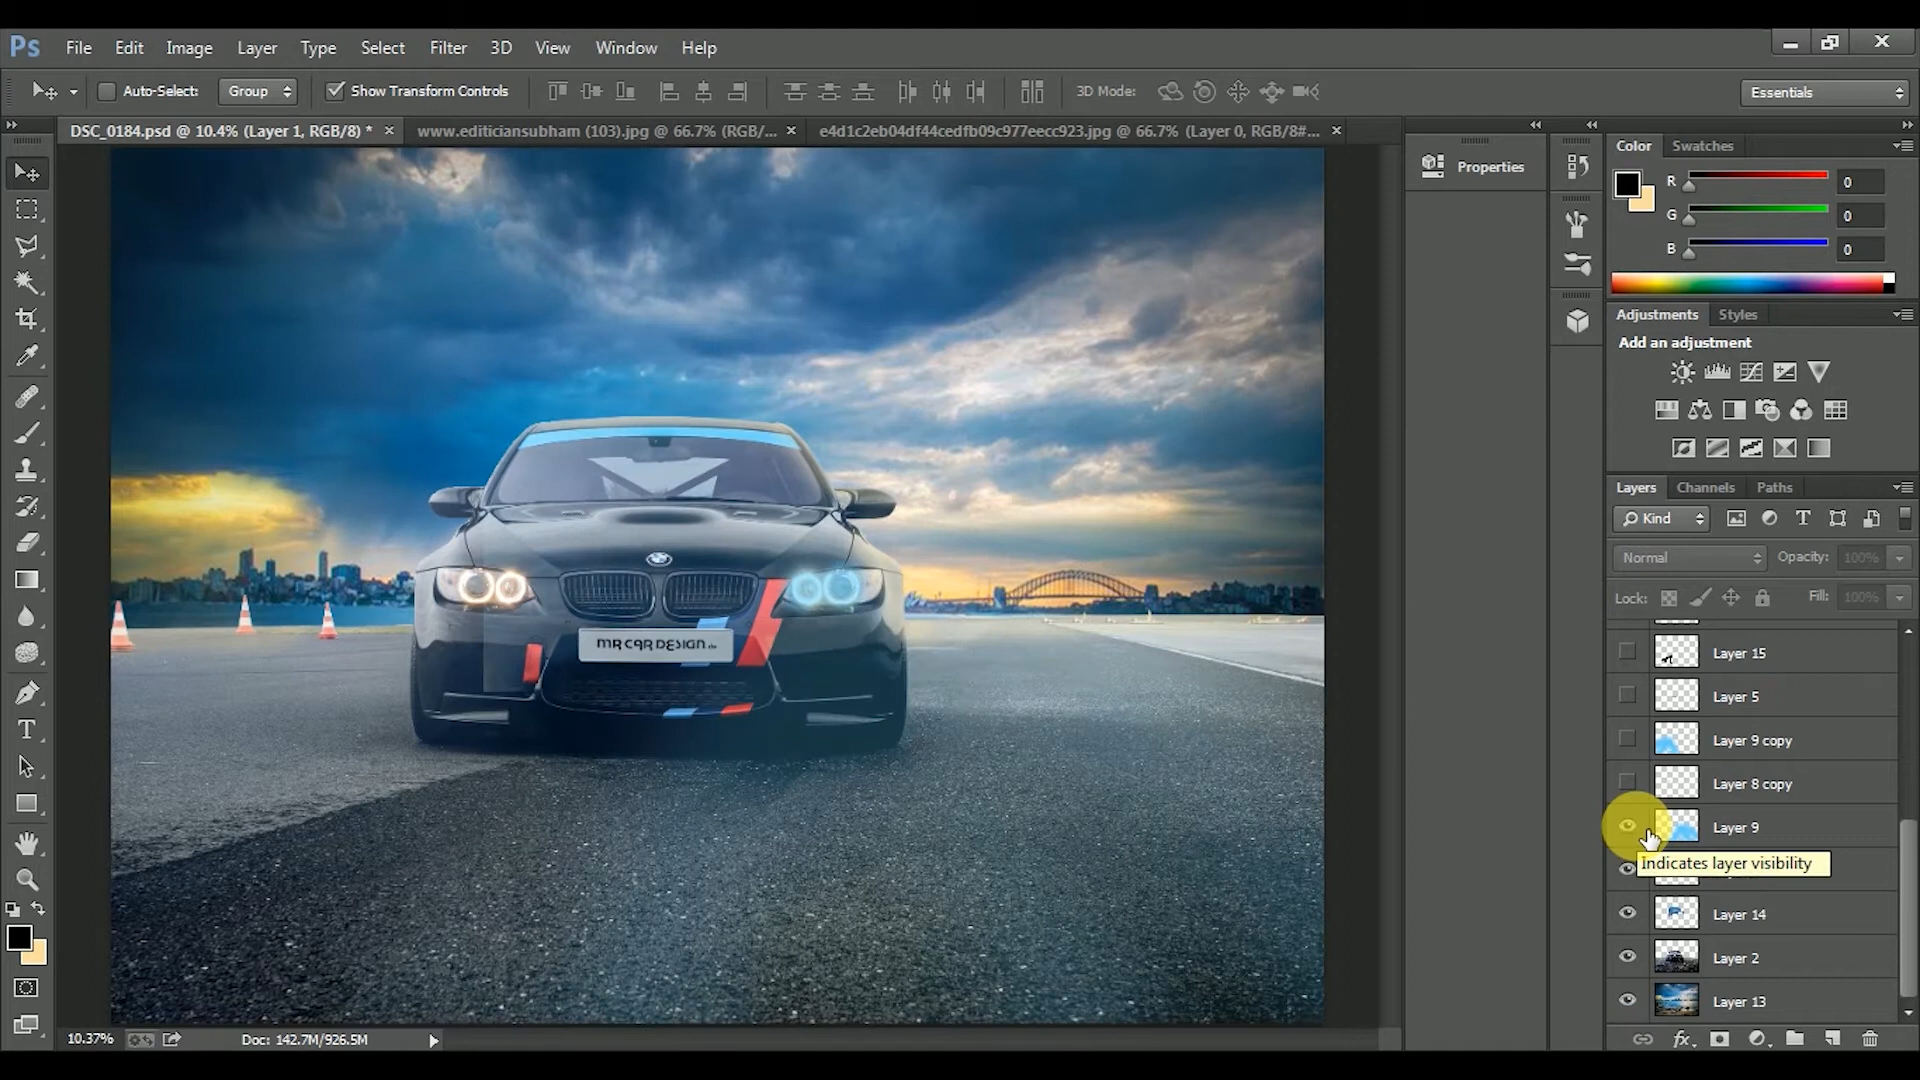 Ps File Edit Image Layer Type Select Filter 3D View Window Help
Auto-Select: Group Show Transform Controls 3D Mode: Essentials
DSC_0184.psd @ 10.4% (Layer 1, RGB/8) * × www.editiciansubham (103).jpg @ 66.7% (RGB/... × e4d1c2eb04df44cedfb09c977eecc923.jpg @ 66.7% (Layer 0, RGB/8#... ×
Properties
Color Swatches
R 0
G 0
B 0
Adjustments Styles
Add an adjustment
Layers Channels Paths
Kind
Normal Opacity: 100%
Lock: Fill: 100%
Layer 15
Layer 5
Layer 9 copy
Layer 8 copy
Layer 9
Indicates layer visibility
Layer 14
Layer 2
Layer 13
MR CAR DESIGN.de
10.37% Doc: 142.7M/926.5M